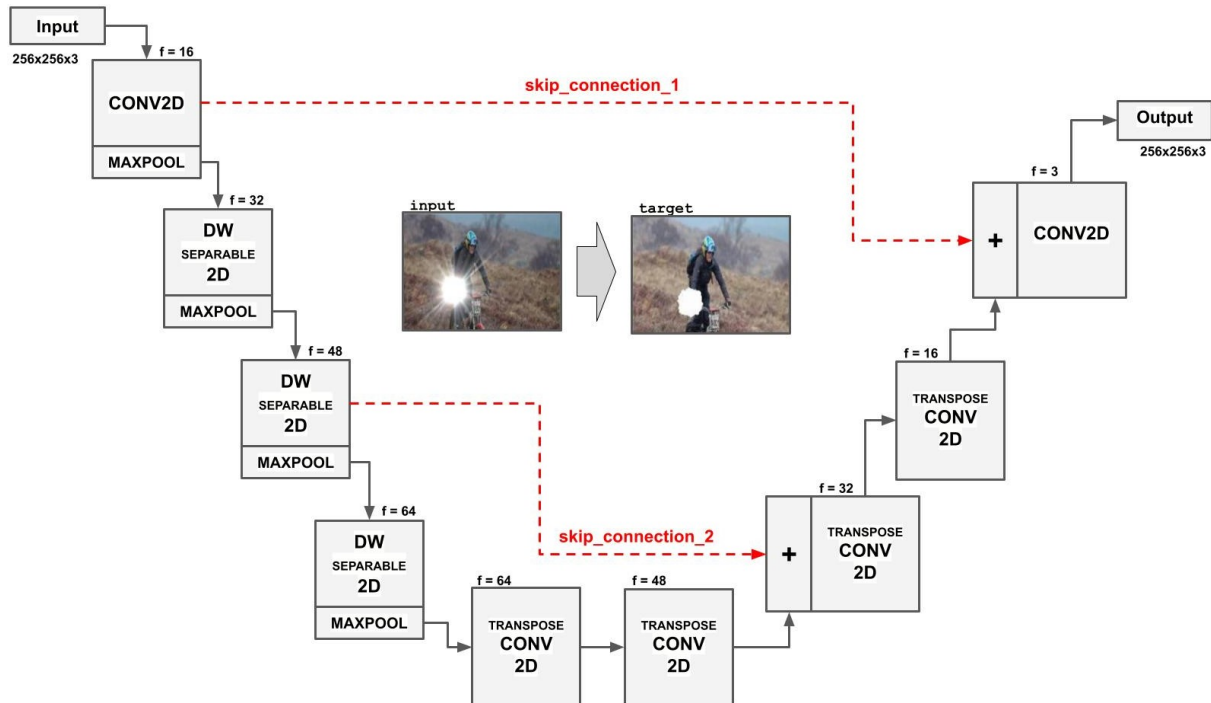 Input
256x256x3
f = 16
CONV2D
MAXPOOL
skip_connection_1
Output
256x256x3
f = 3
+
CONV2D
f = 32
DW
SEPARABLE
2D
MAXPOOL
input
target
f = 48
DW
SEPARABLE
2D
MAXPOOL
f = 16
TRANSPOSE
CONV
2D
f = 64
DW
SEPARABLE
2D
MAXPOOL
skip_connection_2
f = 32
+
TRANSPOSE
CONV
2D
f = 64
TRANSPOSE
CONV
2D
f = 48
TRANSPOSE
CONV
2D